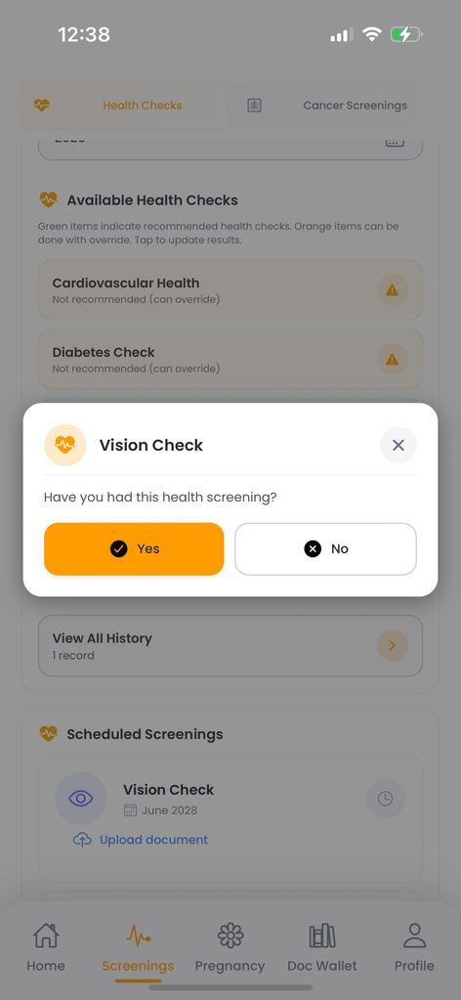 12:38
Health Checks
Cancer Screenings
Available Health Checks
Green items indicate recommended health checks. Orange items can be
done with override. Tap to update results.
Cardiovascular Health
Not recommended (can override)
Diabetes Check
Not recommended (can override)
Vision Check
Have you had this health screening?
Yes
No
View All History
1 record
Scheduled Screenings
Vision Check
June 2028
Upload document
Home
Screenings
Pregnancy
Doc Wallet
Profile